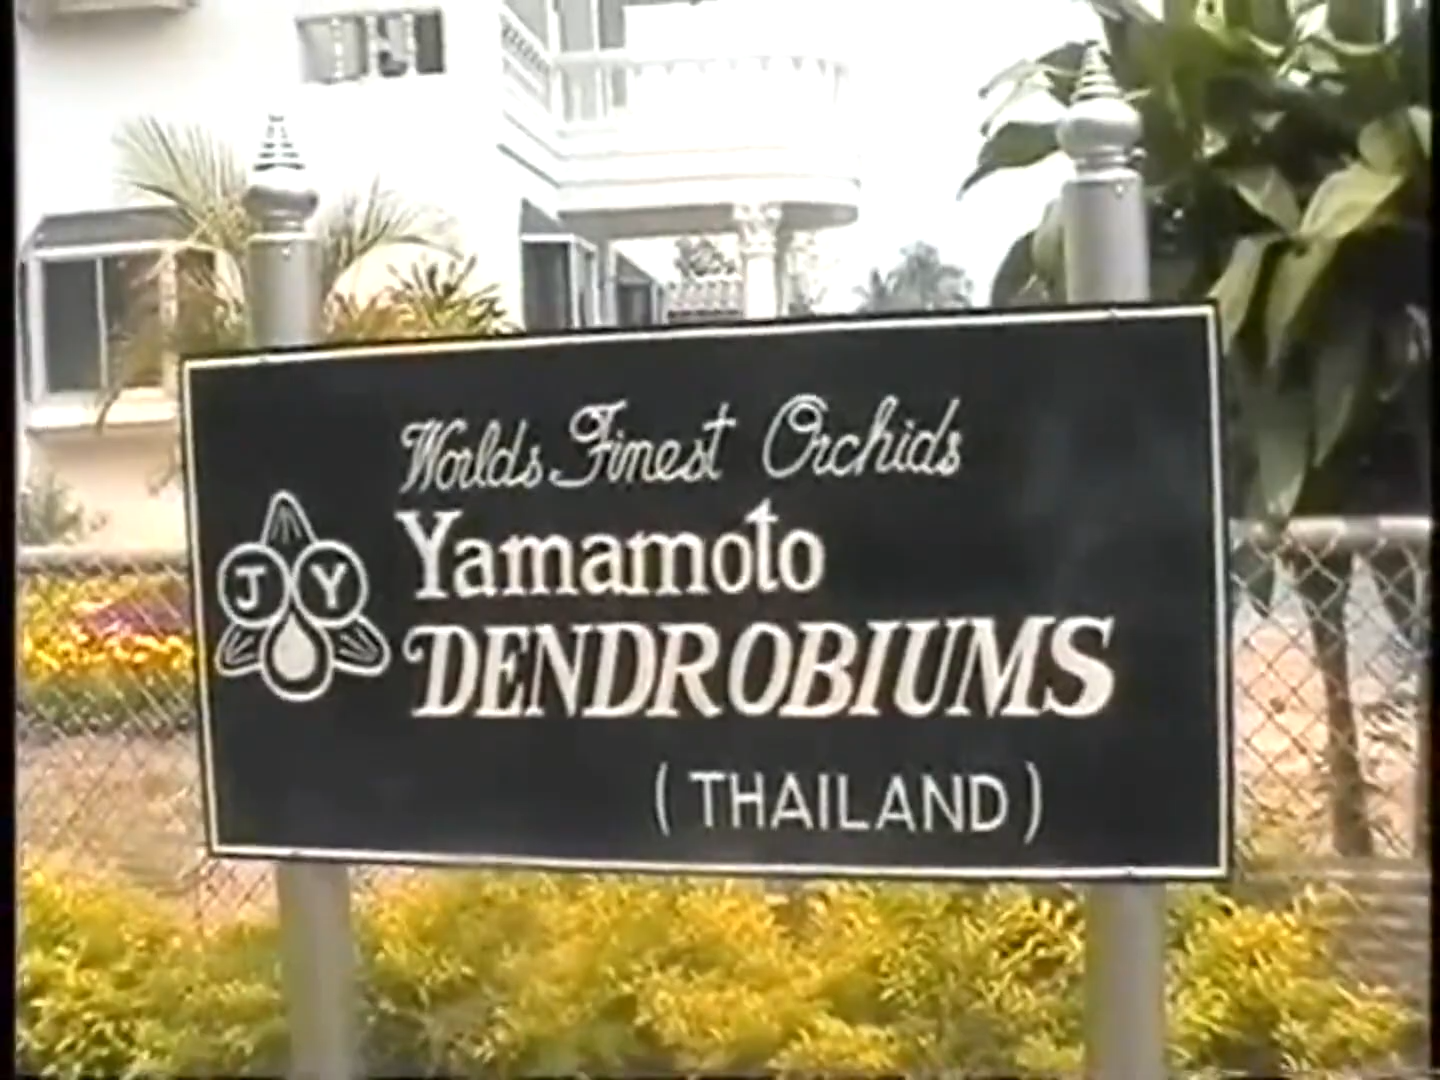 Worlds Finest Orchids
J Y
Yamamoto
DENDROBIUMS
(THAILAND)